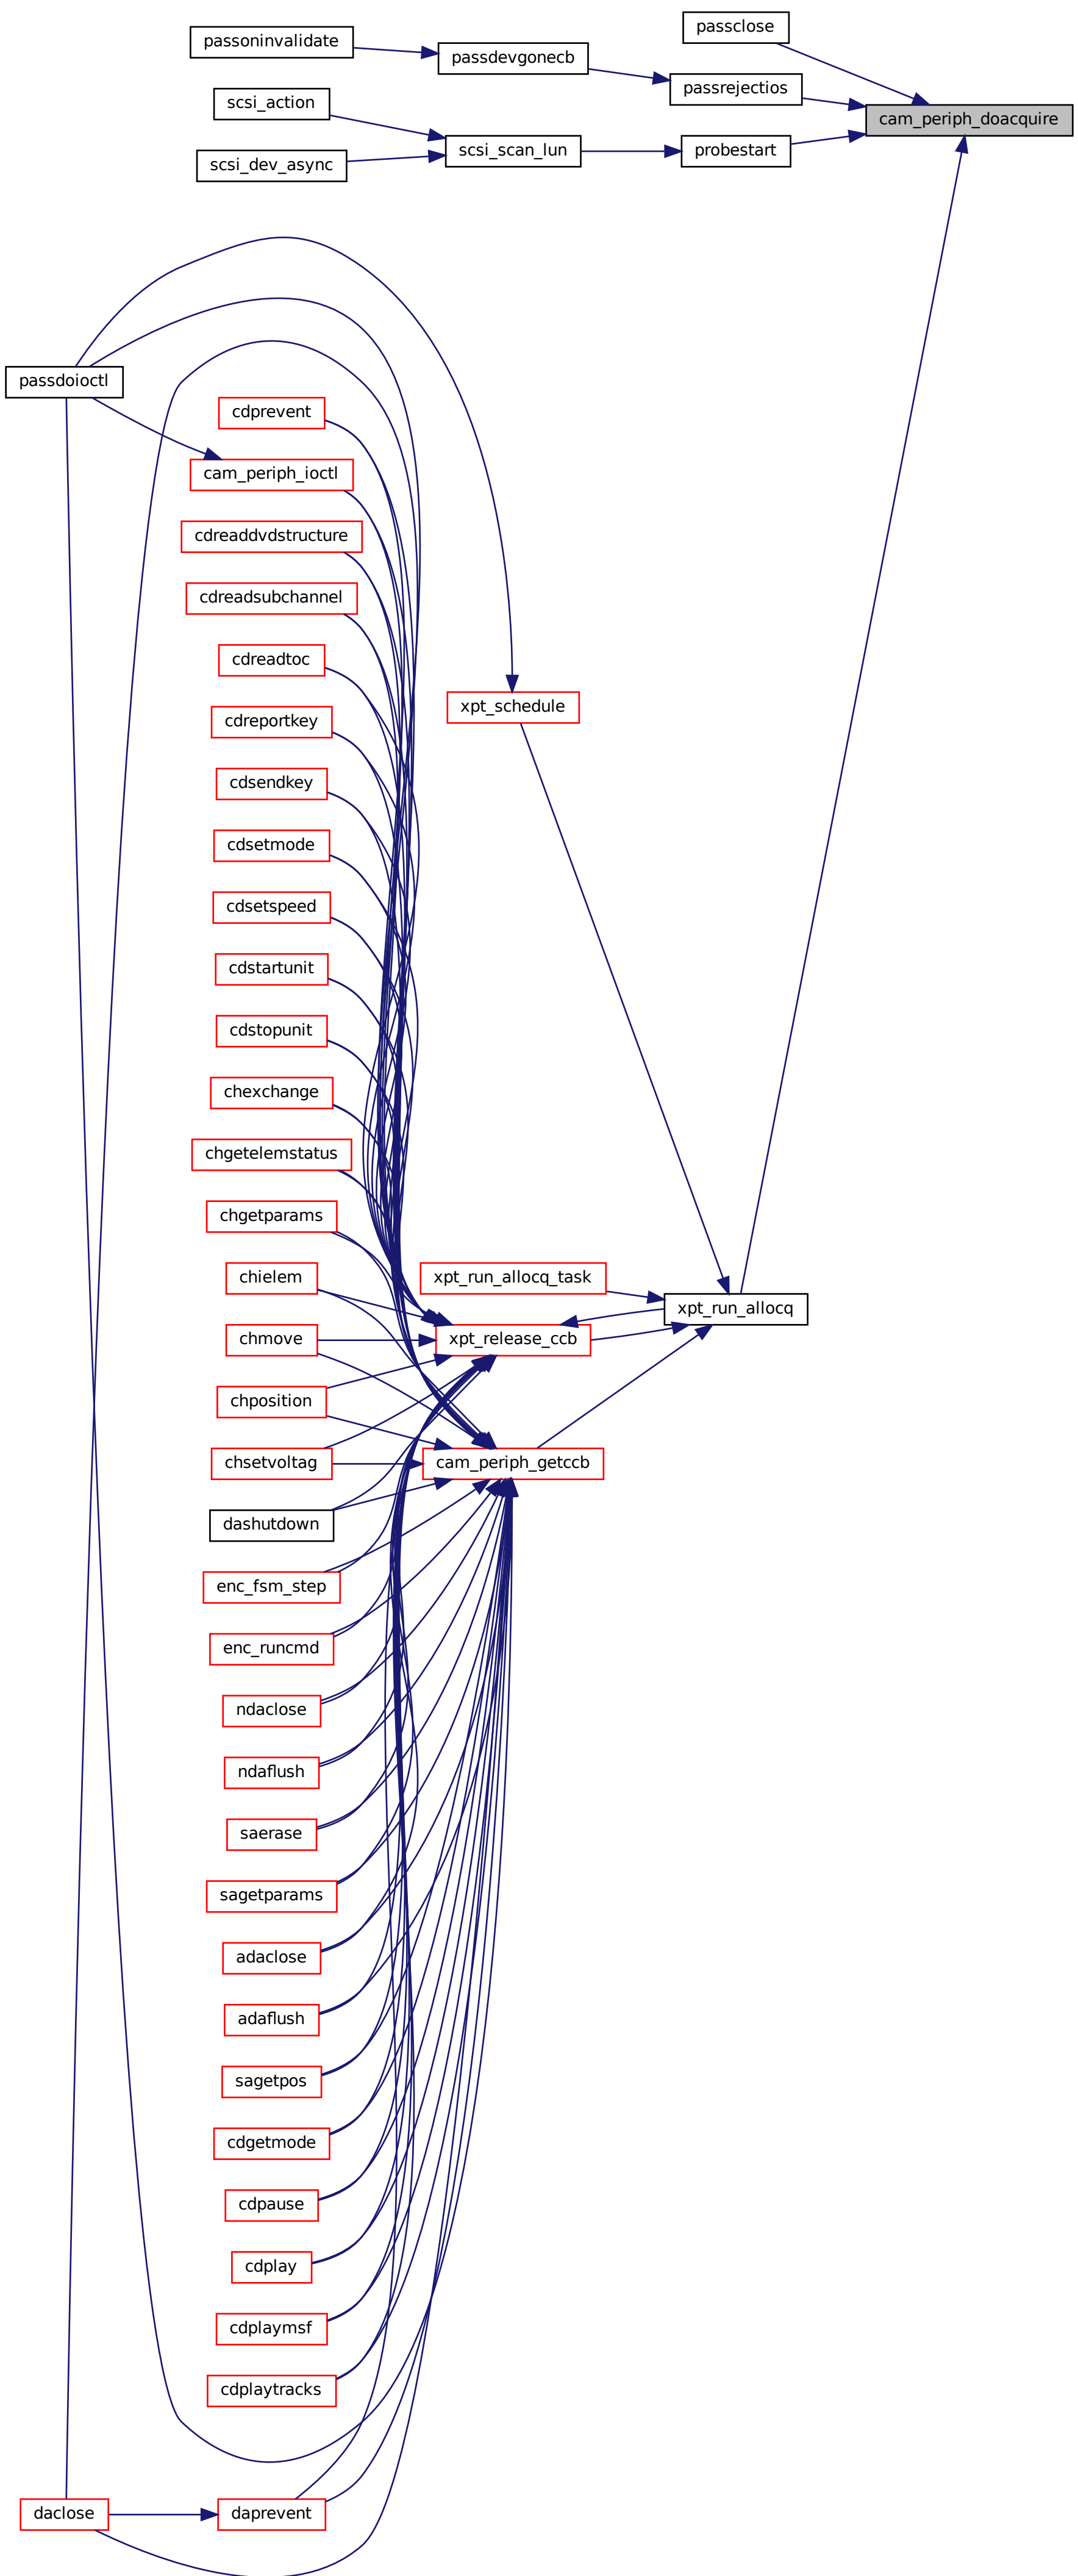 passclose
passoninvalidate
passdevgonecb
passrejectios
scsi_action
cam_periph_doacquire
scsi_scan_lun
probestart
scsi_dev_async
passdoioctl
cdprevent
cam_periph_ioctl
cdreaddvdstructure
cdreadsubchannel
cdreadtoc
xpt_schedule
cdreportkey
cdsendkey
cdsetmode
cdsetspeed
cdstartunit
cdstopunit
chexchange
chgetelemstatus
chgetparams
chielem
xpt_run_allocq_task
xpt_run_allocq
chmove
xpt_release_ccb
chposition
chsetvoltag
cam_periph_getccb
dashutdown
enc_fsm_step
enc_runcmd
ndaclose
ndaflush
saerase
sagetparams
adaclose
adaflush
sagetpos
cdgetmode
cdpause
cdplay
cdplaymsf
cdplaytracks
daclose
daprevent